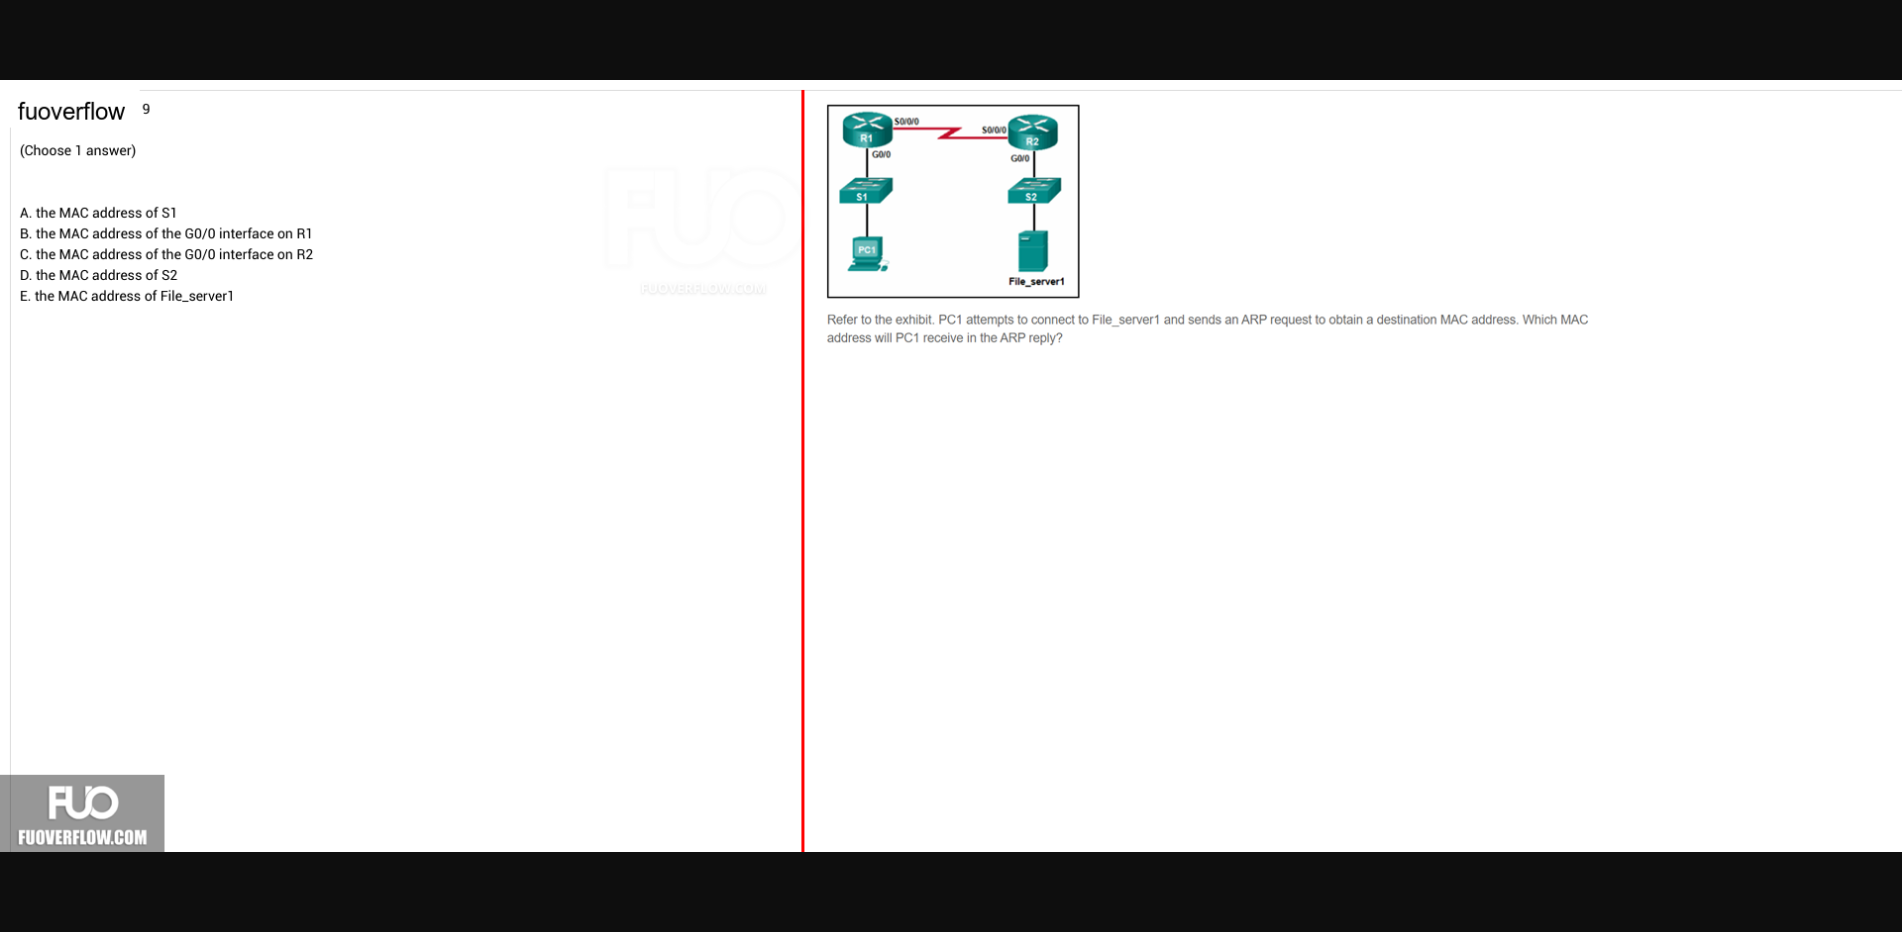 fuoverflow 9
(Choose 1 answer)
A. the MAC address of S1
B. the MAC address of the G0/0 interface on R1
C. the MAC address of the G0/0 interface on R2
D. the MAC address of S2
E. the MAC address of File_server1
FUO
FUOVERFLOW.COM
FUO
FUOVERFLOW.COM
R1
S0/0/0
S0/0/0
R2
G0/0
G0/0
S1
S2
PC1
File_server1
Refer to the exhibit. PC1 attempts to connect to File_server1 and sends an ARP request to obtain a destination MAC address. Which MAC
address will PC1 receive in the ARP reply?